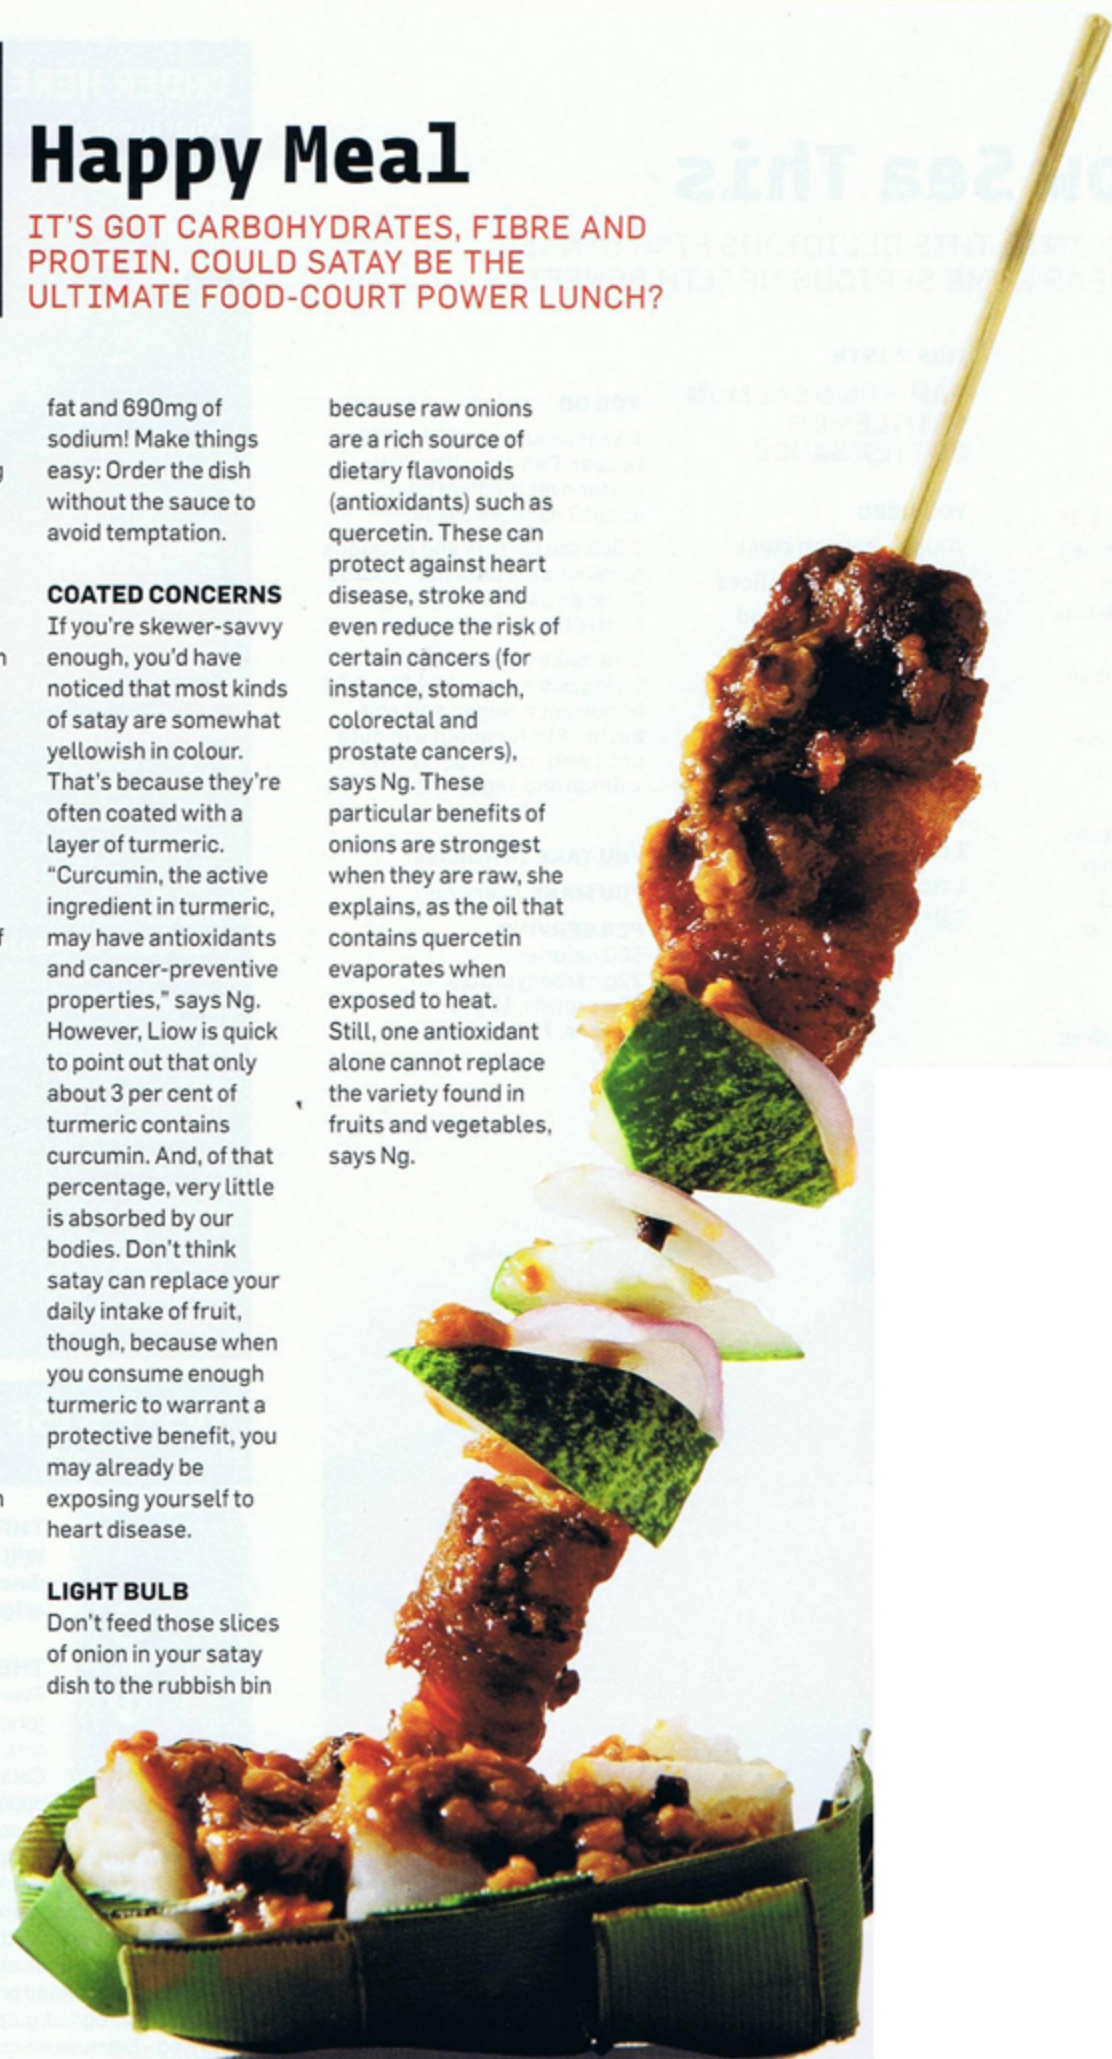 Happy Meal
IT'S GOT CARBOHYDRATES, FIBRE AND
PROTEIN. COULD SATAY BE THE
ULTIMATE FOOD-COURT POWER LUNCH?
fat and 690mg of
sodium! Make things
easy: Order the dish
without the sauce to
avoid temptation.
COATED CONCERNS
If you're skewer-savvy
enough, you'd have
noticed that most kinds
of satay are somewhat
yellowish in colour.
That's because they're
often coated with a
layer of turmeric.
“Curcumin, the active
ingredient in turmeric,
may have antioxidants
and cancer-preventive
properties,” says Ng.
However, Liow is quick
to point out that only
about 3 per cent of
turmeric contains
curcumin. And, of that
percentage, very little
is absorbed by our
bodies. Don't think
satay can replace your
daily intake of fruit,
though, because when
you consume enough
turmeric to warrant a
protective benefit, you
may already be
exposing yourself to
heart disease.
LIGHT BULB
Don't feed those slices
of onion in your satay
dish to the rubbish bin
because raw onions
are a rich source of
dietary flavonoids
(antioxidants) such as
quercetin. These can
protect against heart
disease, stroke and
even reduce the risk of
certain cancers (for
instance, stomach,
colorectal and
prostate cancers),
says Ng. These
particular benefits of
onions are strongest
when they are raw, she
explains, as the oil that
contains quercetin
evaporates when
exposed to heat.
Still, one antioxidant
alone cannot replace
the variety found in
fruits and vegetables,
says Ng.